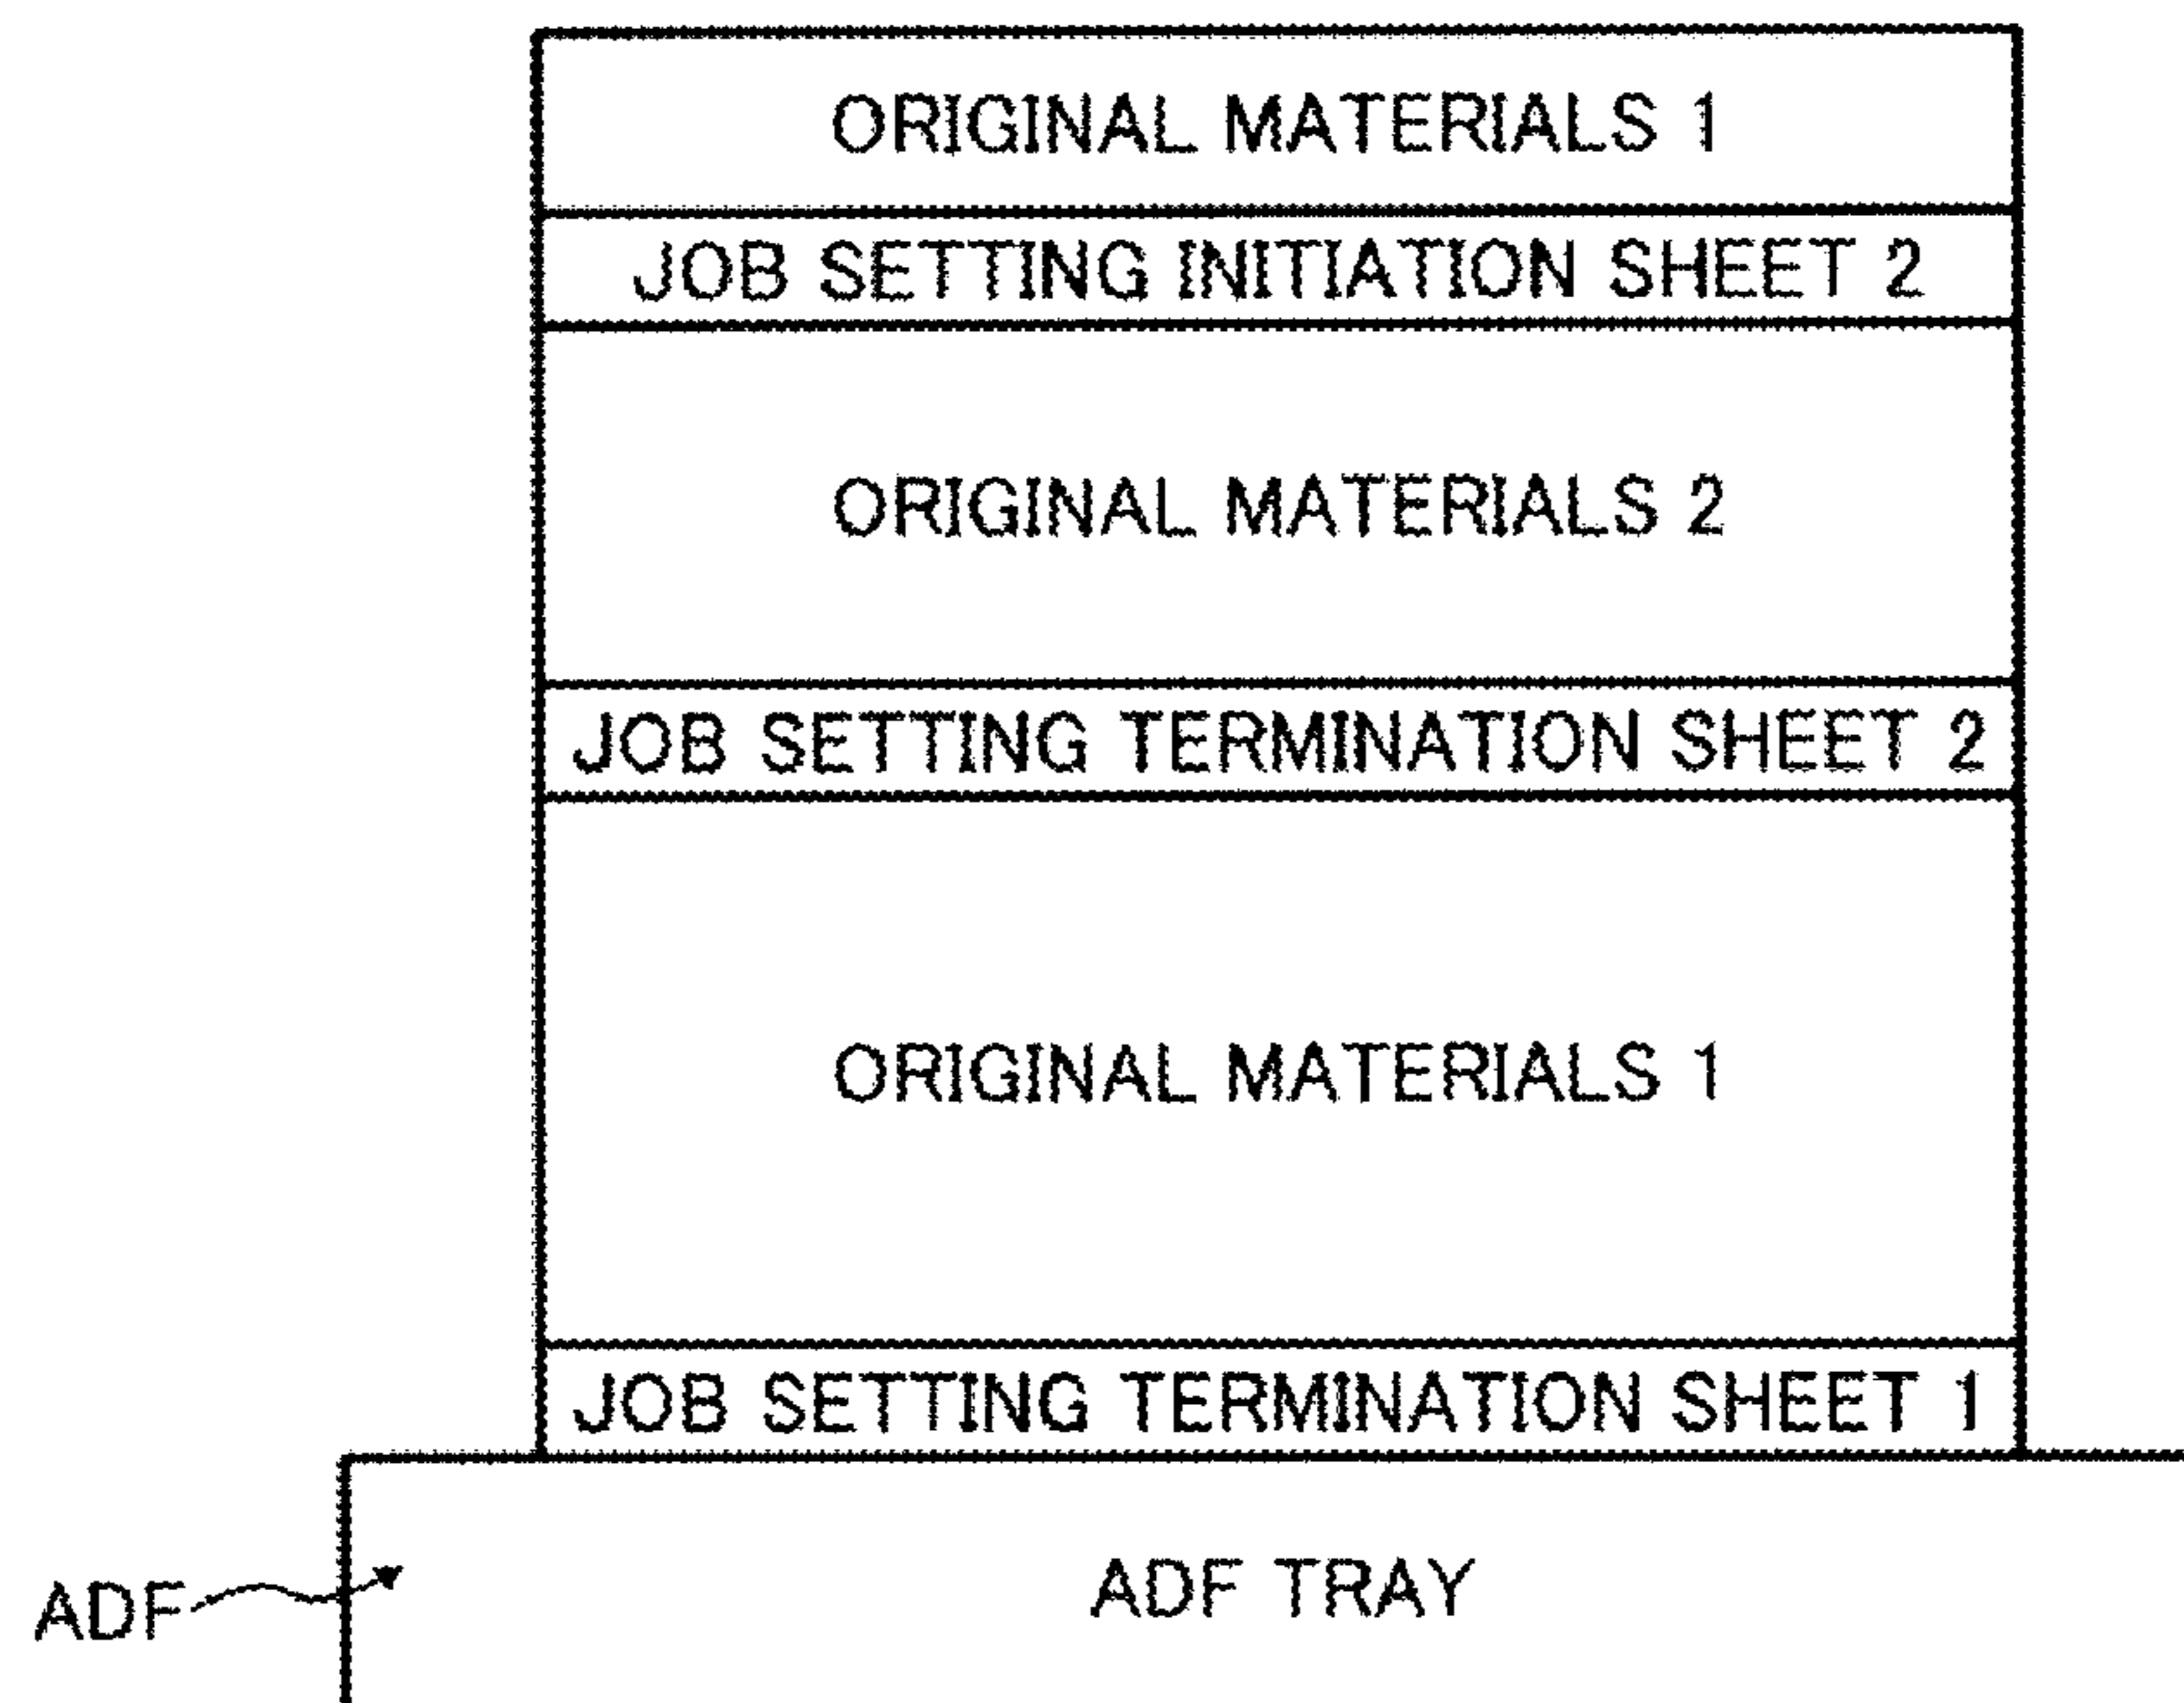 ORIGINAL MATERIALS 1
JOB SETTING INITIATION SHEET 2
ORIGINAL MATERIALS 2
JOB SETTING TERMINATION SHEET 2
ORIGINAL MATERIALS 1
JOB SETTING TERMINATION SHEET 1
ADF TRAY
ADF